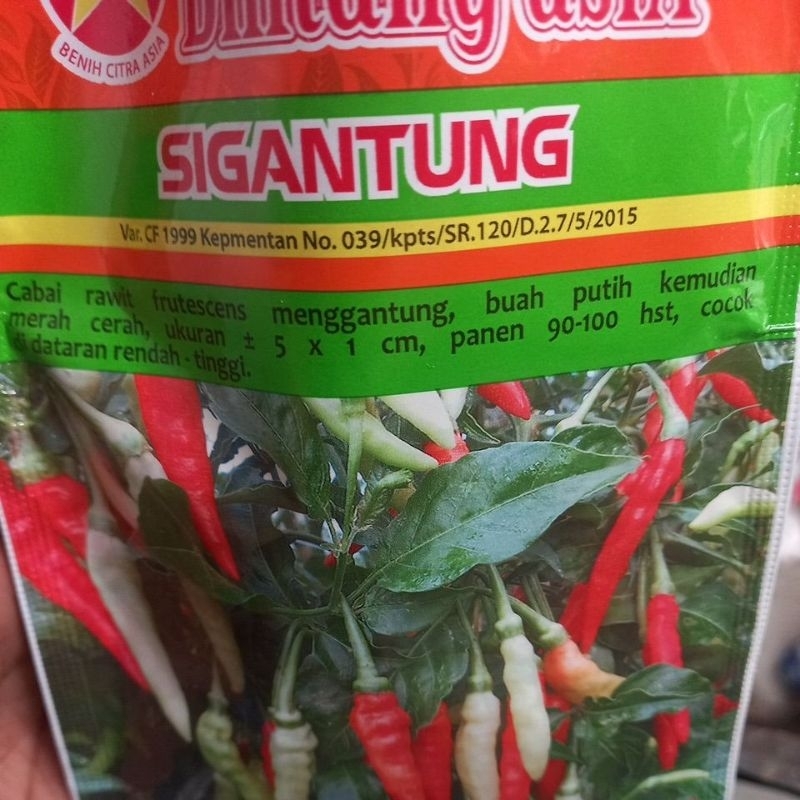 BENIH CITRA ASIA
Bintang asia
SIGANTUNG
Var. CF 1999 Kepmentan No. 039/kpts/SR.120/D.2.7/5/2015
Cabai rawit frutescens menggantung, buah putih kemudian
merah cerah, ukuran ± 5 x 1 cm, panen 90-100 hst, cocok
di dataran rendah - tinggi.